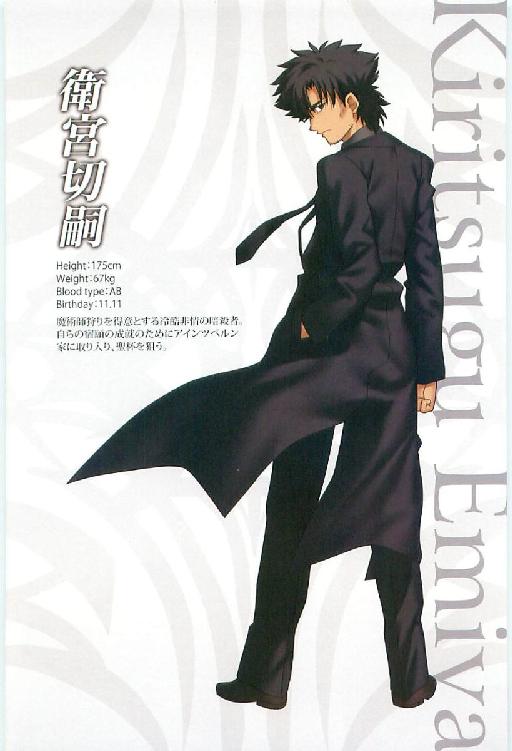 Kiritsugu Emiya
衛宮切嗣
Height:175cm
Weight:67kg
Blood type:AB
Birthday:11.11
魔術師狩りを得意とする冷酷非情の暗殺者。
自らの宿願の成就のためにアインツベルン
家に取り入り、聖杯を狙う。